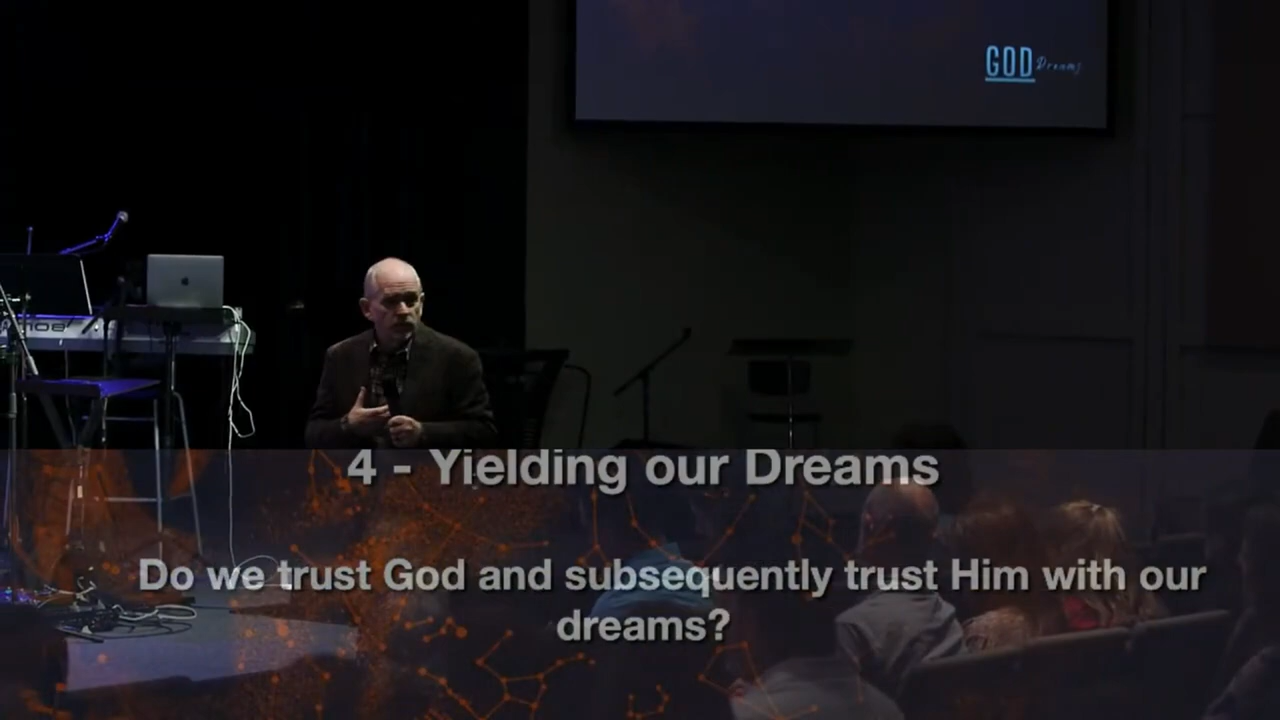 GOD Dreams
4 - Yielding our Dreams
Do we trust God and subsequently trust Him with our
dreams?